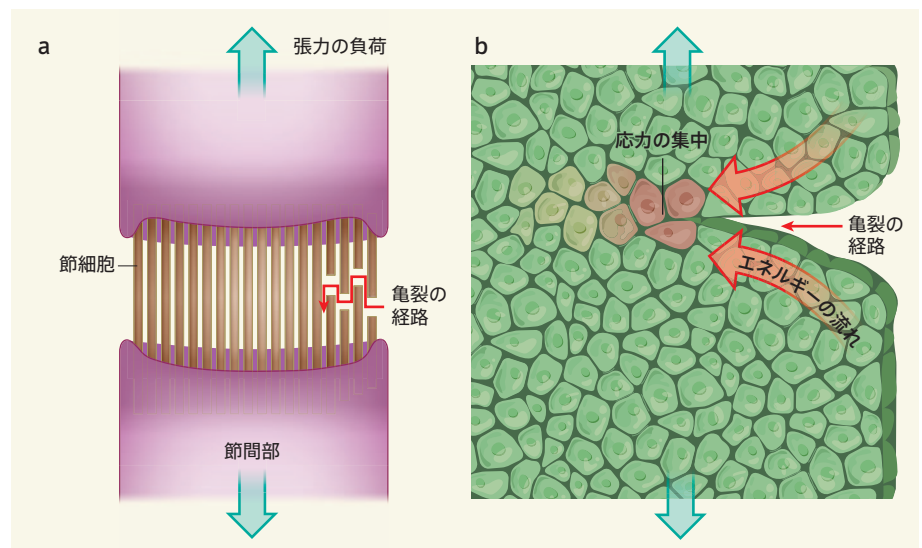 a
張力の負荷
節細胞
亀裂の
経路
節間部
b
応力の集中
亀裂の
経路
エネルギーの流れ